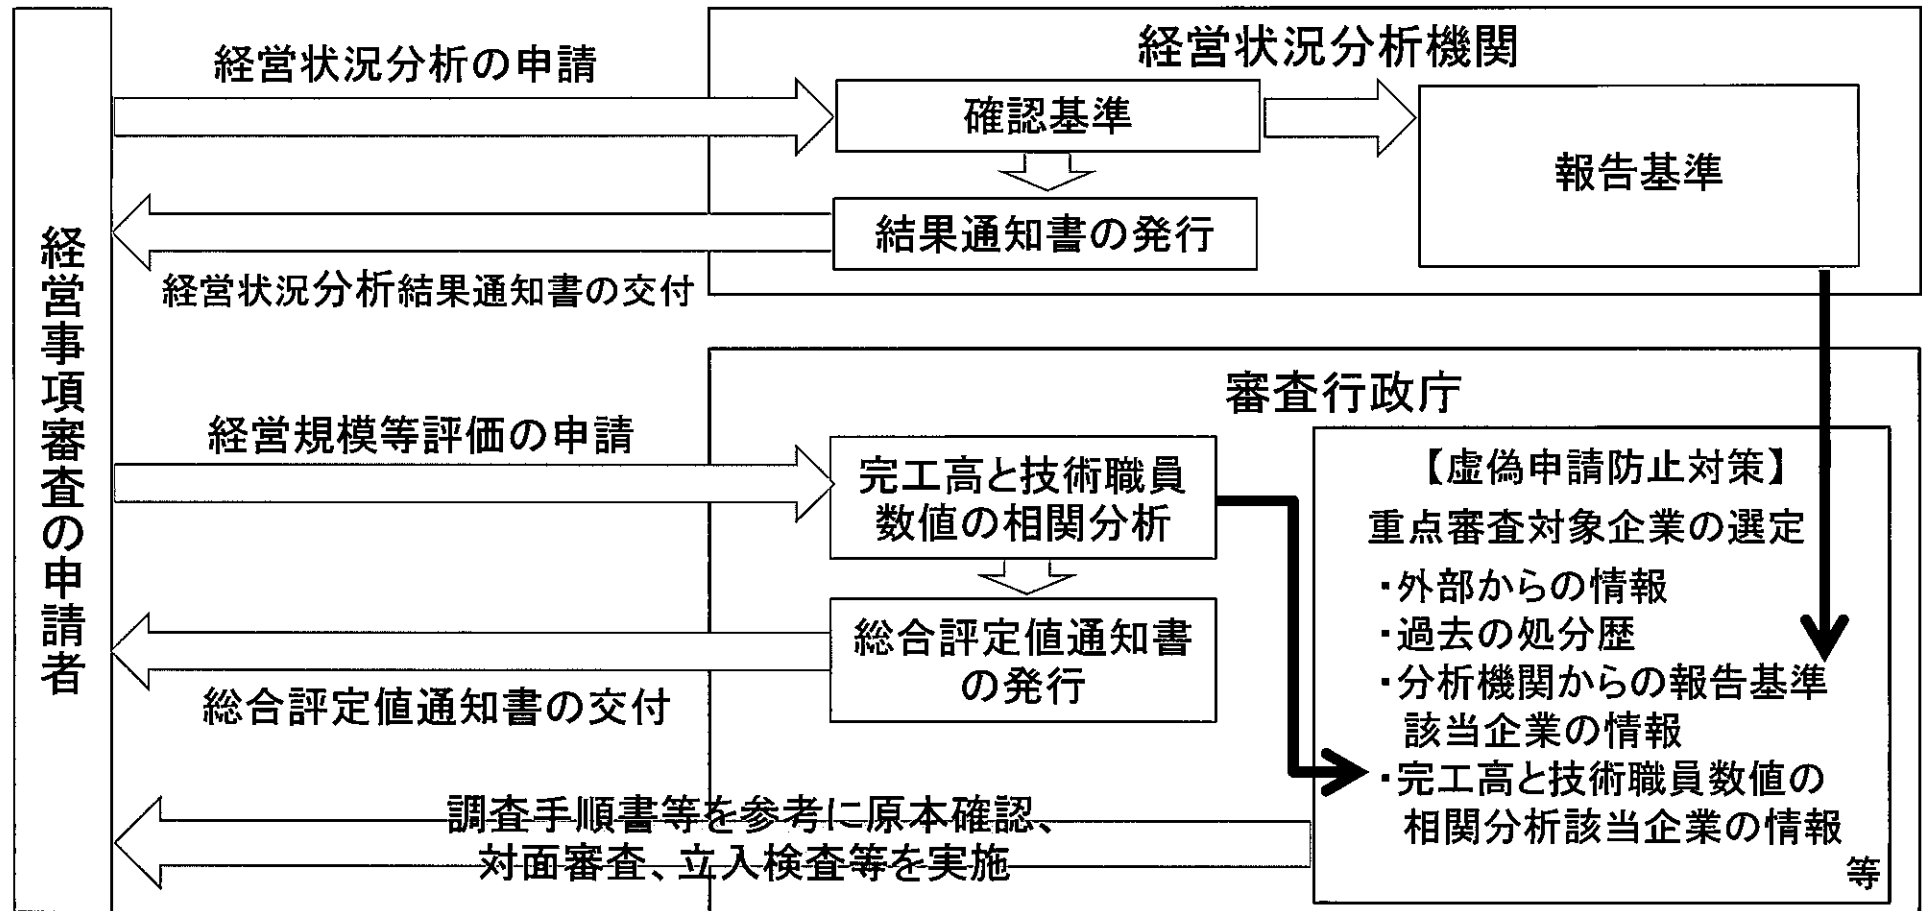 経営事項審査の申請者
経営状況分析の申請
経営状況分析機関
確認基準
報告基準
結果通知書の発行
経営状況分析結果通知書の交付
審査行政庁
経営規模等評価の申請
完工高と技術職員
数値の相関分析
総合評定値通知書
の発行
総合評定値通知書の交付
【虚偽申請防止対策】
重点審査対象企業の選定
・外部からの情報
・過去の処分歴
・分析機関からの報告基準
該当企業の情報
・完工高と技術職員数値の
相関分析該当企業の情報
等
調査手順書等を参考に原本確認、
対面審査、立入検査等を実施